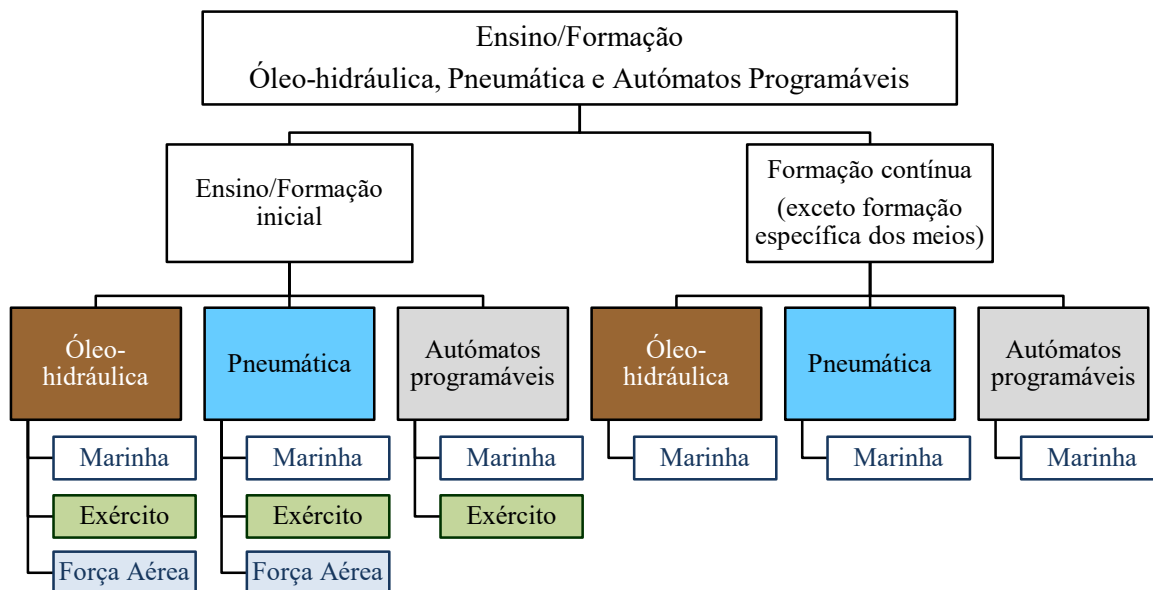 Ensino/Formação
Óleo-hidráulica, Pneumática e Autómatos Programáveis
Ensino/Formação
inicial
Formação contínua
(exceto formação
específica dos meios)
Óleo-
hidráulica
Pneumática
Autómatos
programáveis
Óleo-
hidráulica
Pneumática
Autómatos
programáveis
Marinha
Marinha
Marinha
Marinha
Marinha
Marinha
Exército
Exército
Exército
Força Aérea
Força Aérea